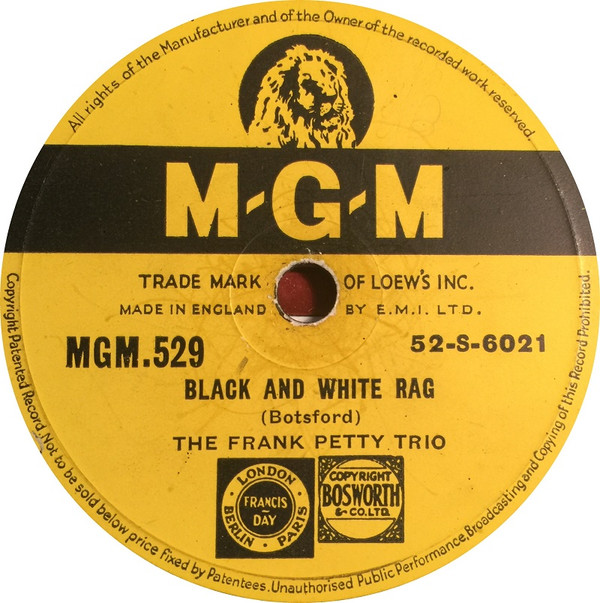 All rights of the Manufacturer and of the Owner of the recorded work reserved.
M-G-M
TRADE MARK OF LOEW'S INC.
MADE IN ENGLAND BY E.M.I. LTD.
MGM.529 52-S-6021
BLACK AND WHITE RAG
(Botsford)
THE FRANK PETTY TRIO
LONDON
FRANCIS
DAY
BERLIN PARIS
COPYRIGHT
BOSWORTH
& CO. LTD.
Copyright Patented Record. Not to be sold below price fixed by Patentees. Unauthorised Public Performance, Broadcasting and Copying of this Record Prohibited.